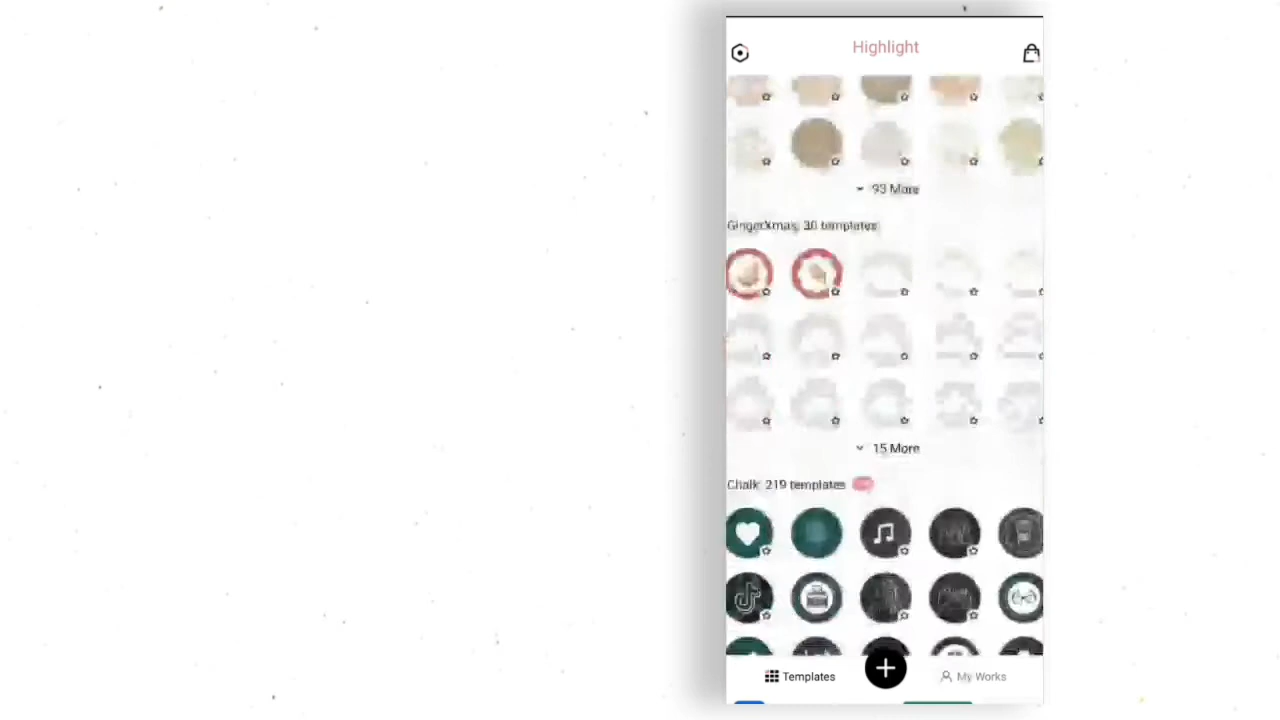 Highlight
93 More
GingerXmas: 30 templates
15 More
Chalk: 219 templates
Templates
My Works